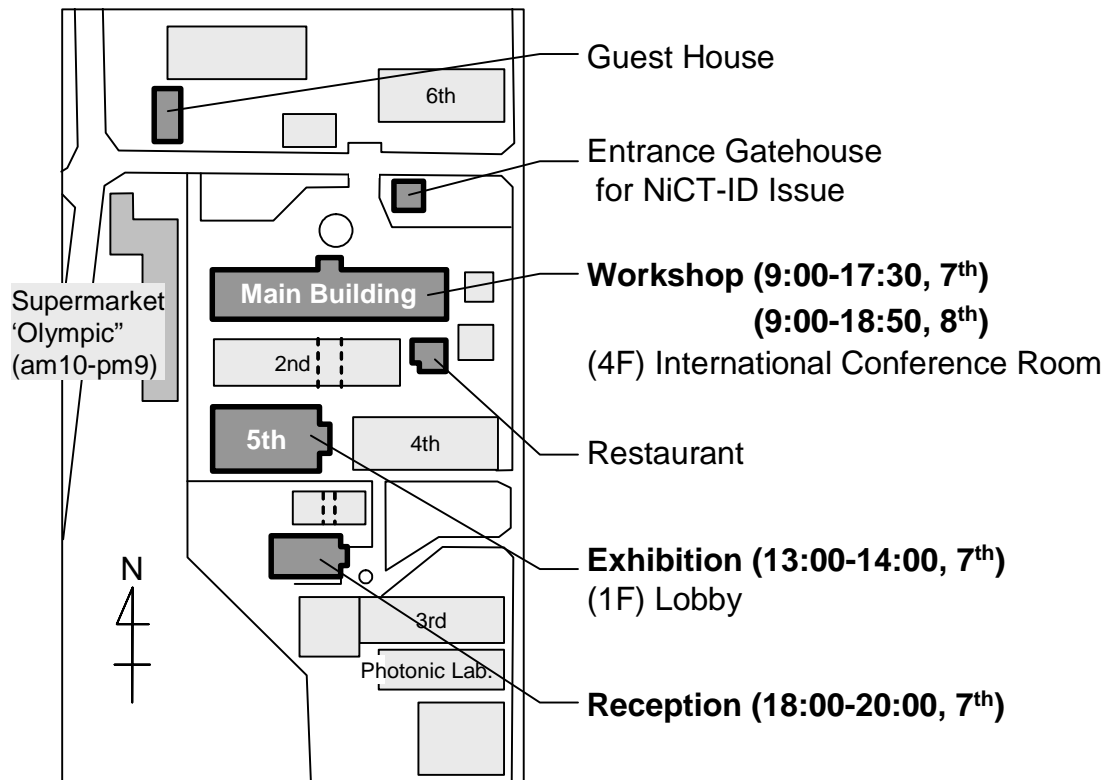 Guest House
6th
Entrance Gatehouse
for NiCT-ID Issue
Main Building
Workshop (9:00-17:30, 7th)
(9:00-18:50, 8th)
(4F) International Conference Room
Supermarket
‘Olympic”
(am10-pm9)
2nd
5th
4th
Restaurant
Exhibition (13:00-14:00, 7th)
(1F) Lobby
N
3rd
Photonic Lab.
Reception (18:00-20:00, 7th)